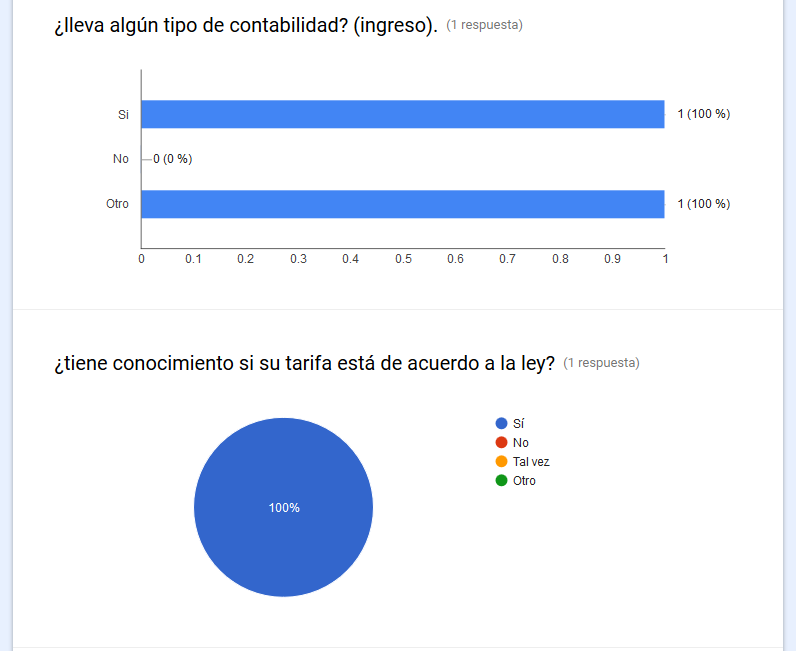 ¿lleva algún tipo de contabilidad? (ingreso). (1 respuesta)
Si 1 (100 %)
No 0 (0 %)
Otro 1 (100 %)
0 0.1 0.2 0.3 0.4 0.5 0.6 0.7 0.8 0.9 1
¿tiene conocimiento si su tarifa está de acuerdo a la ley? (1 respuesta)
Sí
No
Tal vez
Otro
100%